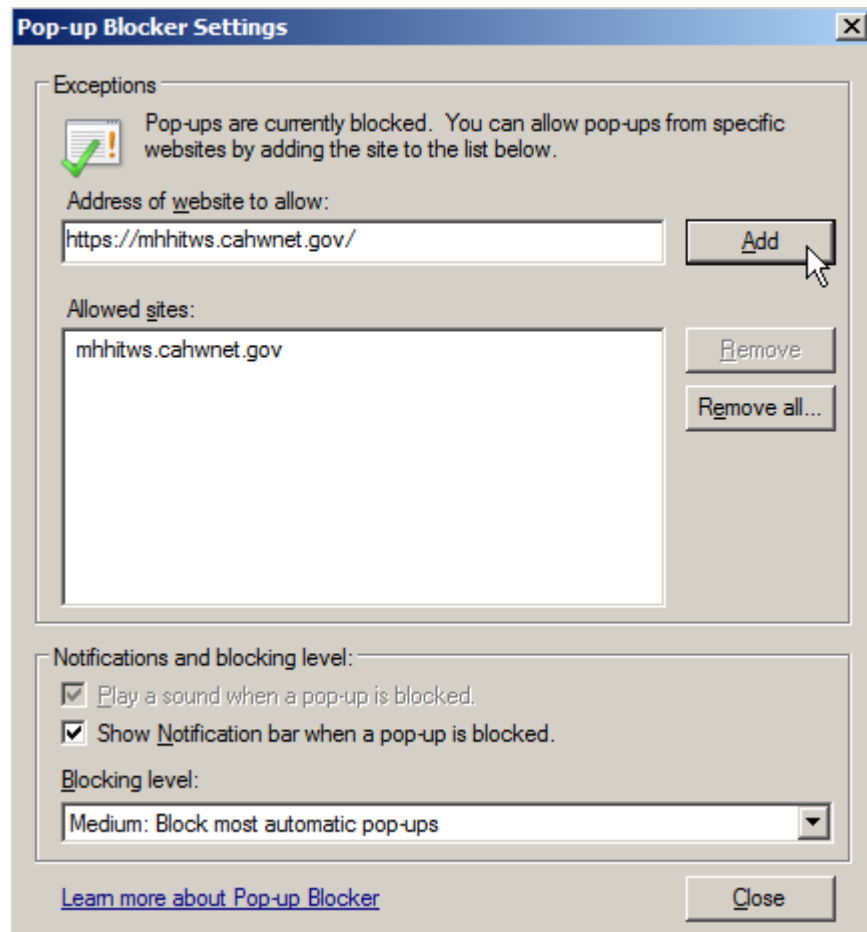 Pop-up Blocker Settings
Exceptions
Pop-ups are currently blocked. You can allow pop-ups from specific
websites by adding the site to the list below.
Address of website to allow:
https://mhhitws.cahwnet.gov/
Add
Allowed sites:
mhhitws.cahwnet.gov
Remove
Remove all...
Notifications and blocking level:
Play a sound when a pop-up is blocked.
Show Notification bar when a pop-up is blocked.
Blocking level:
Medium: Block most automatic pop-ups
Learn more about Pop-up Blocker
Close